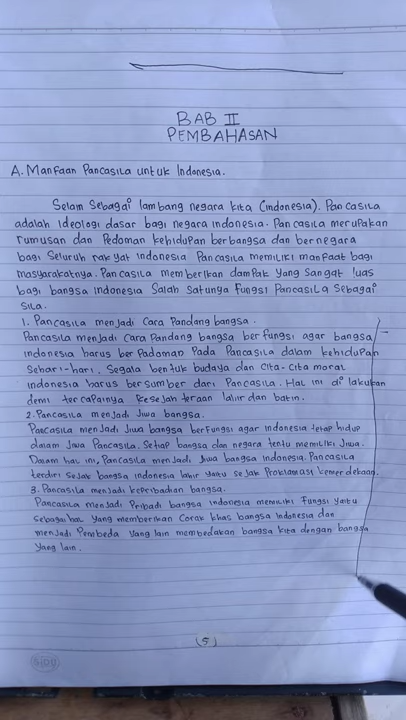 BAB II
PEMBAHASAN
A. Manfaan Pancasila untuk Indonesia.
Selain Sebagai lambang negara kita (indonesia). Pancasila
adalah Ideologi dasar bagi negara indonesia. Pancasila merupakan
rumusan dan Pedoman kehidupan berbangsa dan bernegara
bagi Seluruh rakyat indonesia Pancasila memiliki manfaat bagi
masyarakatnya. Pancasila memberikan dampak Yang Sangat luas
bagi bangsa indonesia Salah Satunya fungsi Pancasila Sebagai
Sila.
1. Pancasila menjadi Cara Pandang bangsa.
Pancasila menjadi Cara Pandang bangsa berfungsi agar bangsa
indonesia harus berPadoman Pada Pancasila dalam kehidupan
Sehari-hari. Segala bentuk budaya dan Cita-Cita moral
indonesia harus bersumber dari Pancasila. Hal ini di lakukan
demi tercapainya kesejahteraan lahir dan batin.
2. Pancasila menjadi Jiwa bangsa.
Pancasila menjadi Jiwa bangsa berfungsi agar indonesia tetap hidup
dalam Jiwa Pancasila. Setiap bangsa dan negara tentu memiliki Jiwa.
Dalam hal ini, Pancasila menjadi Jiwa bangsa indonesia. Pancasila
terdiri Sejak bangsa indonesia lahir yaitu sejak Proklamasi kemerdekaan.
3. Pancasila menjadi kepribadian bangsa.
Pancasila menjadi Pribadi bangsa indonesia memiliki fungsi yaitu
sebagai hal yang memberikan Corak khas bangsa indonesia dan
menjadi Pembeda yang lain membedakan bangsa kita dengan bangsa
Yang lain.
(5)
SIDU